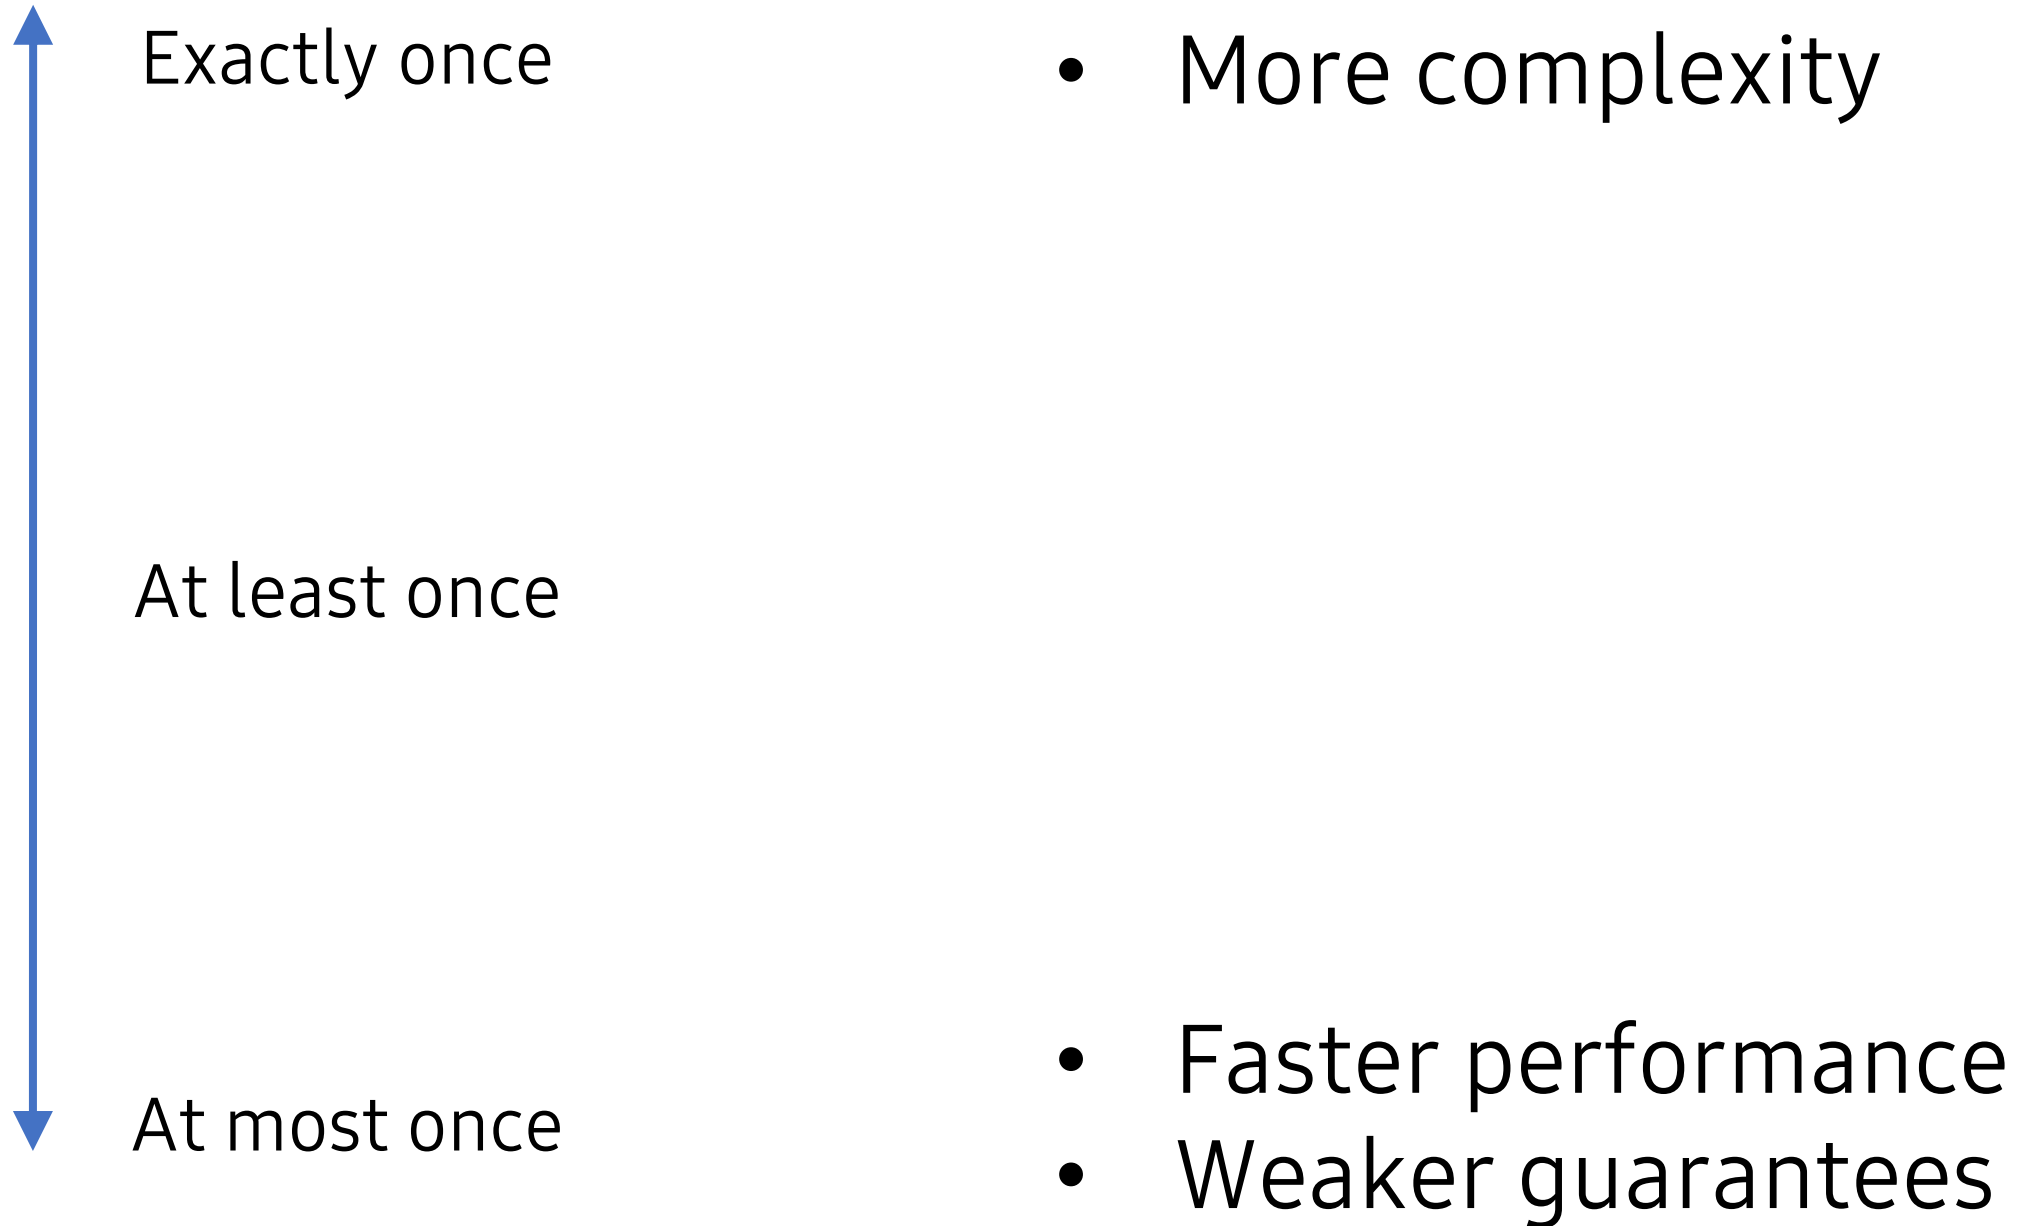 Exactly once
• More complexity
At least once
At most once
• Faster performance
• Weaker guarantees